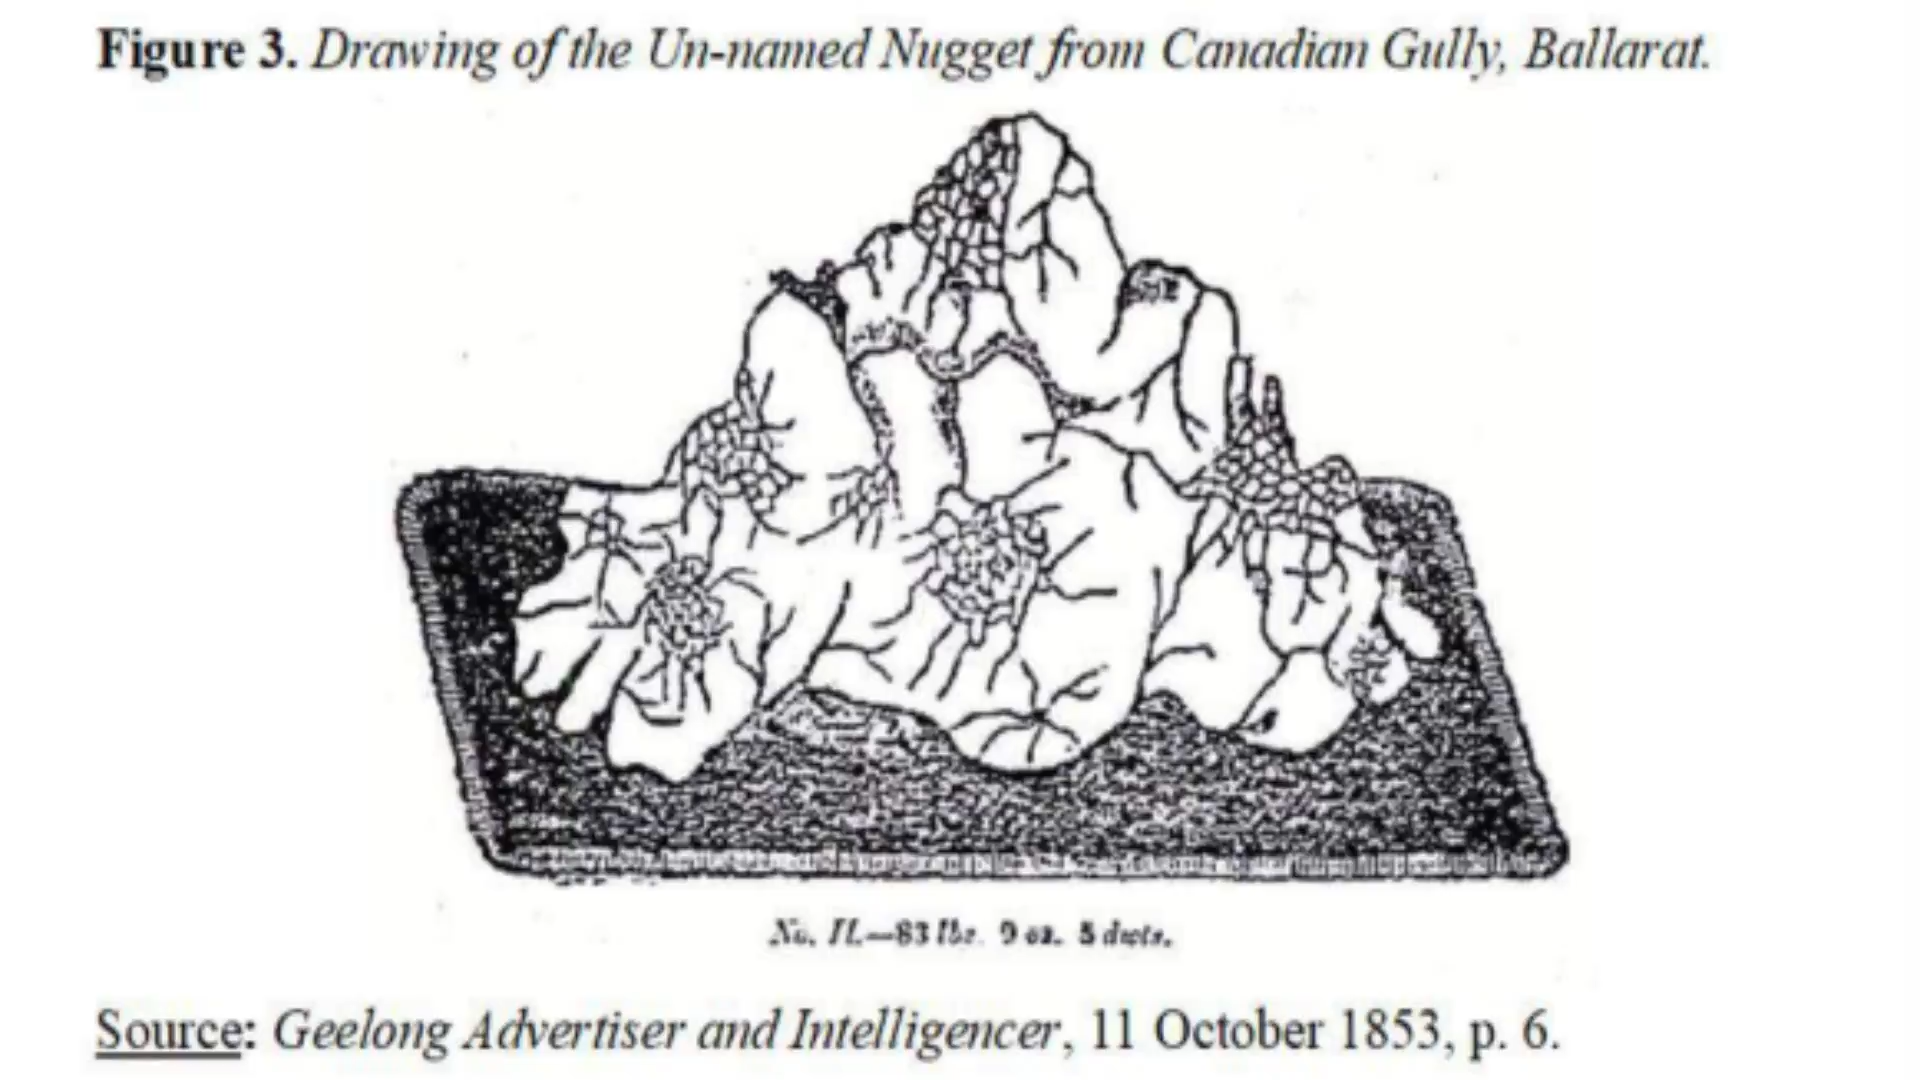 Figure 3. Drawing of the Un-named Nugget from Canadian Gully, Ballarat.
No. II.—83 lbs. 9 oz. 5 dwts.
Source: Geelong Advertiser and Intelligencer, 11 October 1853, p. 6.